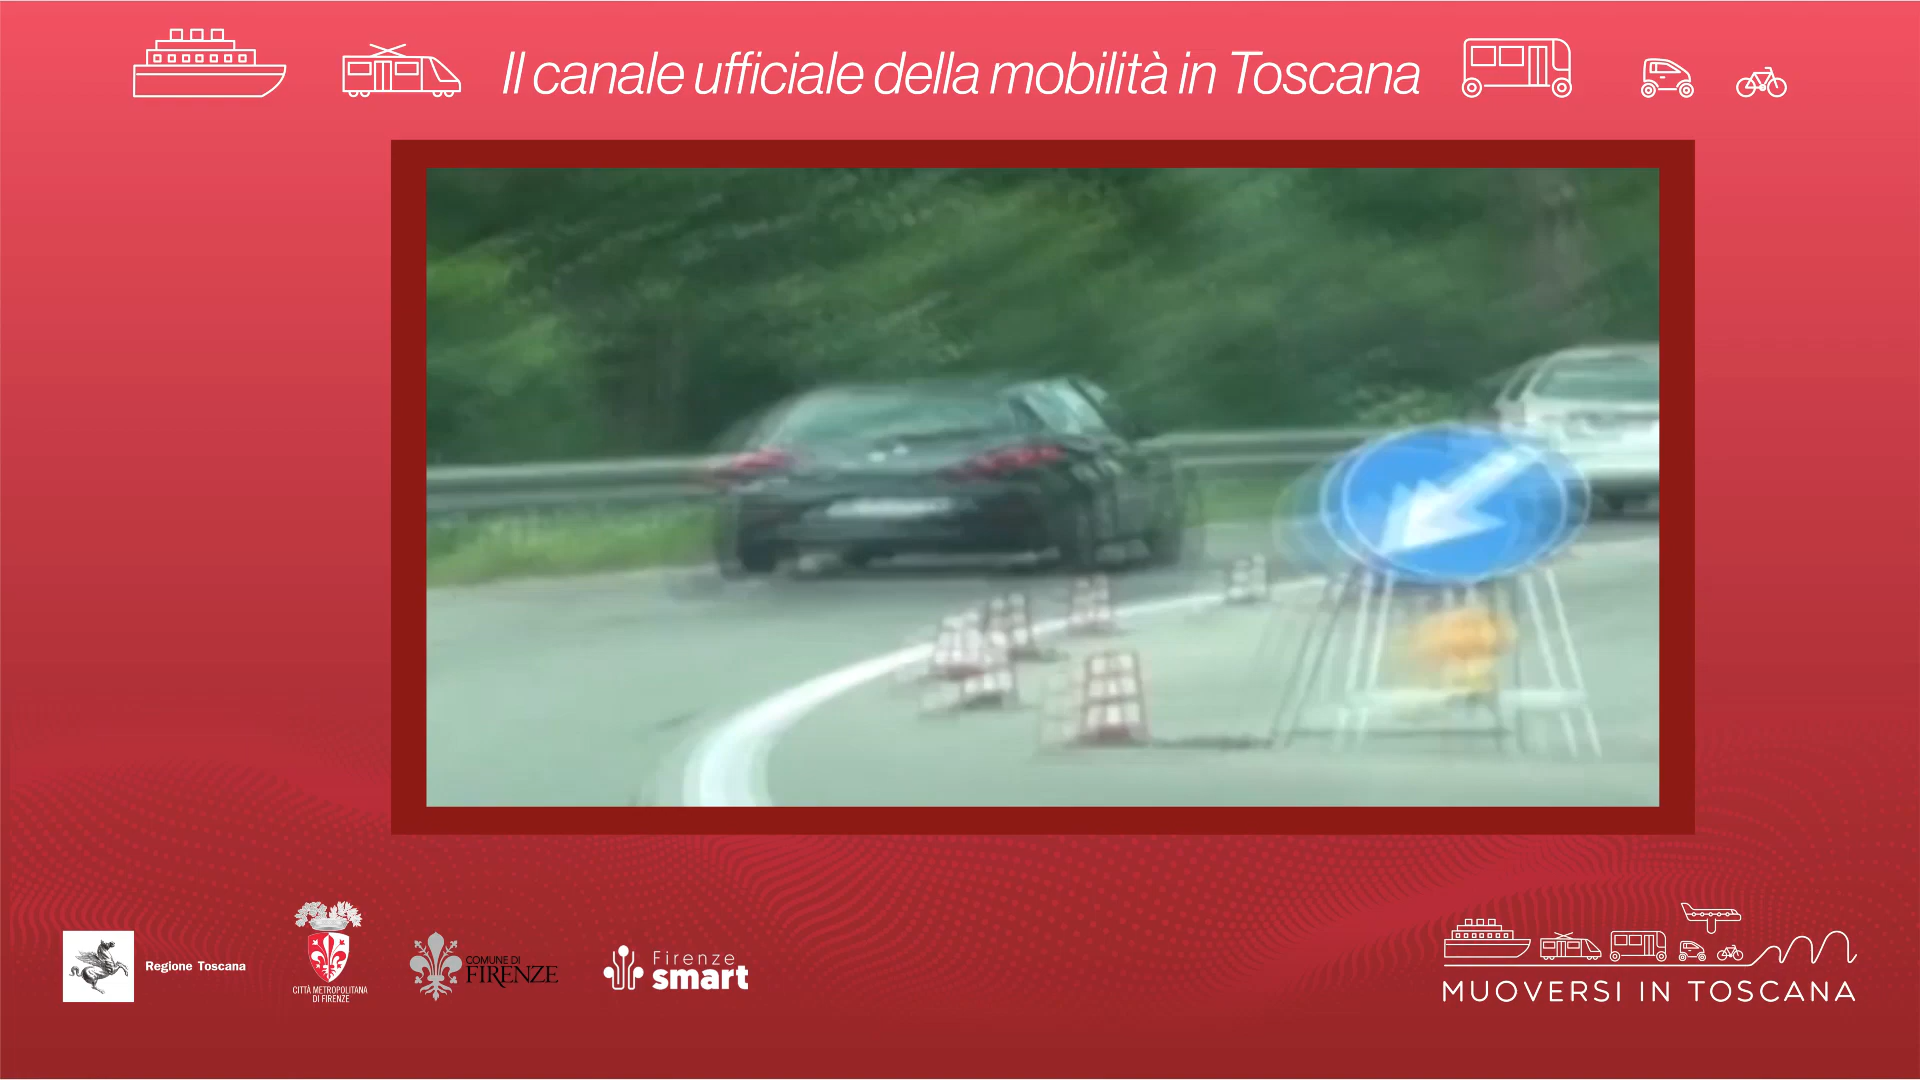 Il canale ufficiale della mobilità in Toscana
Regione Toscana
CITTÀ METROPOLITANA
DI FIRENZE
COMUNE DI
FIRENZE
Firenze
smart
MUOVERSI IN TOSCANA